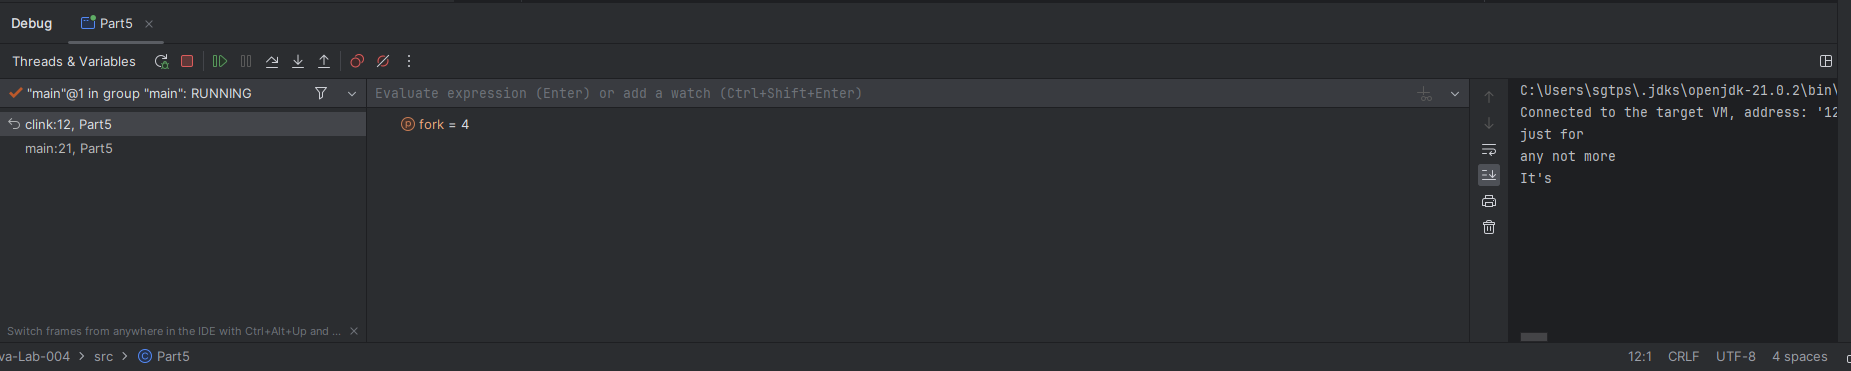 Debug Part5
Threads & Variables
"main"@1 in group "main": RUNNING
clink:12, Part5
main:21, Part5
Switch frames from anywhere in the IDE with Ctrl+Alt+Up and ...
Evaluate expression (Enter) or add a watch (Ctrl+Shift+Enter)
fork = 4
C:\Users\sgtps\.jdks\openjdk-21.0.2\bin\
Connected to the target VM, address: '12
just for
any not more
It's
va-Lab-004 > src > Part5
12:1 CRLF UTF-8 4 spaces